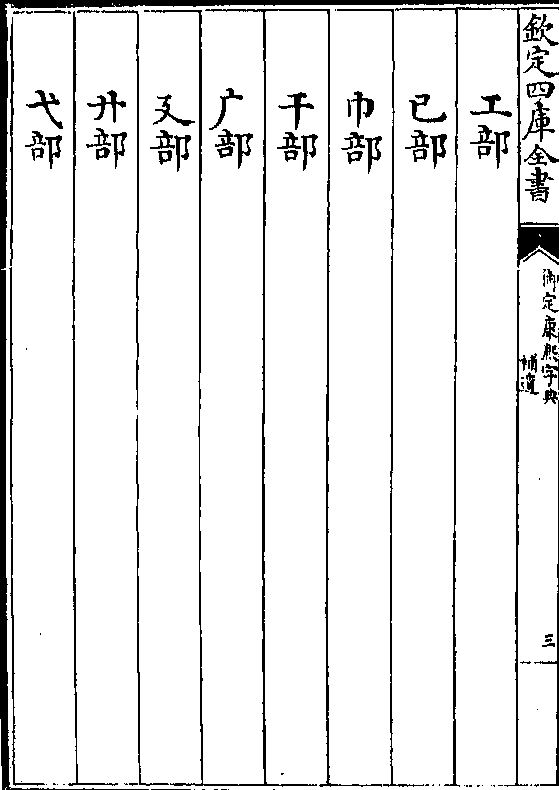 欽定四庫全書
御定康熙字典
補遺
三
工部
已部
巾部
干部
广部
廴部
廾部
弋部